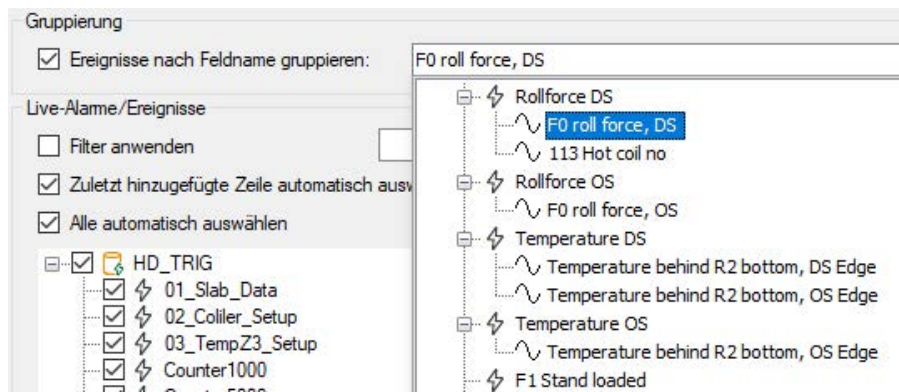 Gruppierung
Ereignisse nach Feldname gruppieren:
F0 roll force, DS
Live-Alarme/Ereignisse
Filter anwenden
Zuletzt hinzugefügte Zeile automatisch
Alle automatisch auswählen
HD_TRIG
01_Slab_Data
02_Coliler_Setup
03_TempZ3_Setup
Counter1000
Rollforce DS
F0 roll force, DS
113 Hot coil no
Rollforce OS
F0 roll force, OS
Temperature DS
Temperature behind R2 bottom, DS Edge
Temperature behind R2 bottom, OS Edge
Temperature OS
Temperature behind R2 bottom, OS Edge
F1 Stand loaded